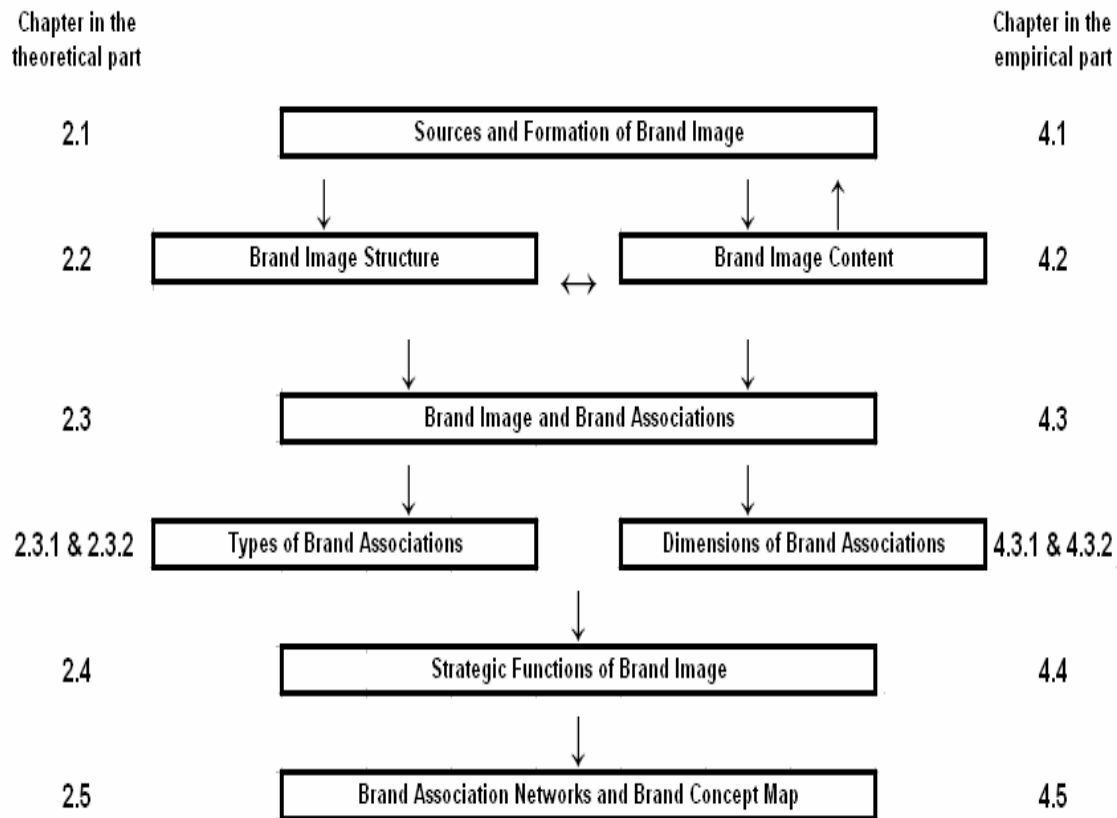 Chapter in the
theoretical part
Chapter in the
empirical part
2.1
Sources and Formation of Brand Image
4.1
2.2
Brand Image Structure
Brand Image Content
4.2
2.3
Brand Image and Brand Associations
4.3
2.3.1 & 2.3.2
Types of Brand Associations
Dimensions of Brand Associations
4.3.1 & 4.3.2
2.4
Strategic Functions of Brand Image
4.4
2.5
Brand Association Networks and Brand Concept Map
4.5